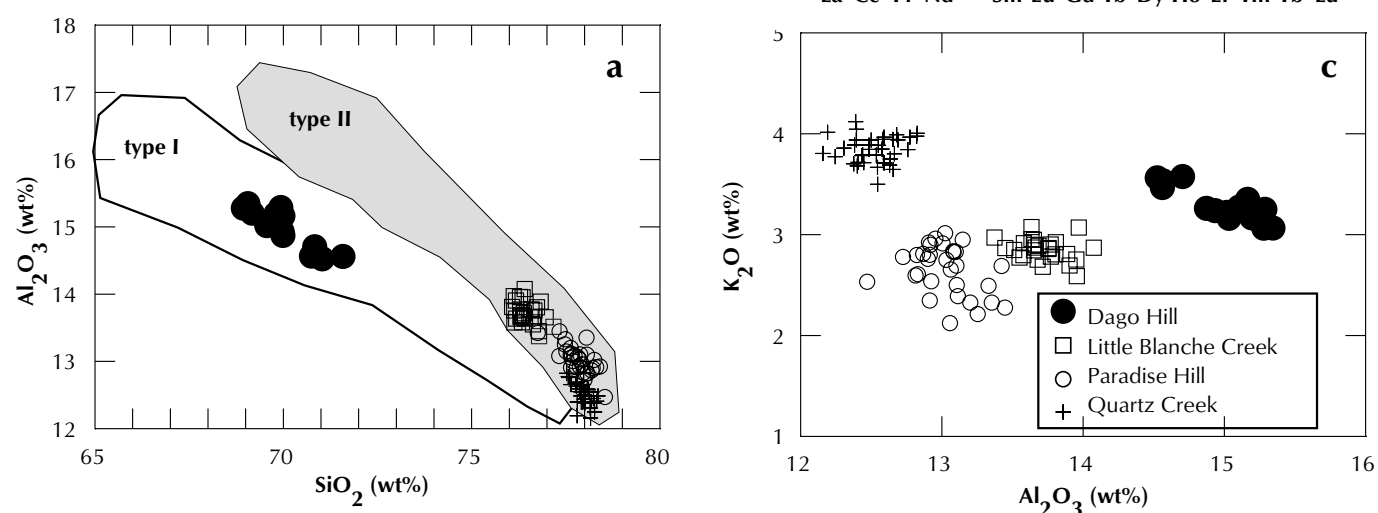 18
17
16
15
14
13
12
Al2O3 (wt%)
a
type II
type I
65
70
75
80
SiO2 (wt%)
5
4
3
2
1
K2O (wt%)
c
Dago Hill
Little Blanche Creek
Paradise Hill
Quartz Creek
12
13
14
15
16
Al2O3 (wt%)